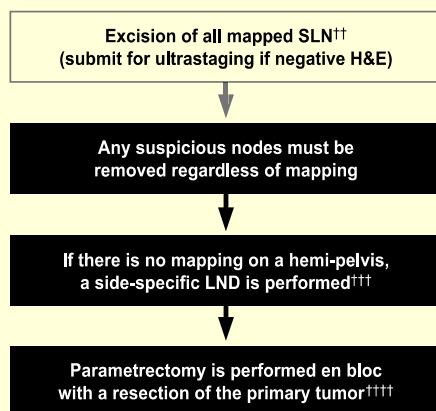 Excision of all mapped SLN††
(submit for ultrastaging if negative H&E)
Any suspicious nodes must be
removed regardless of mapping
If there is no mapping on a hemi-pelvis,
a side-specific LND is performed†††
Parametrectomy is performed en bloc
with a resection of the primary tumor††††